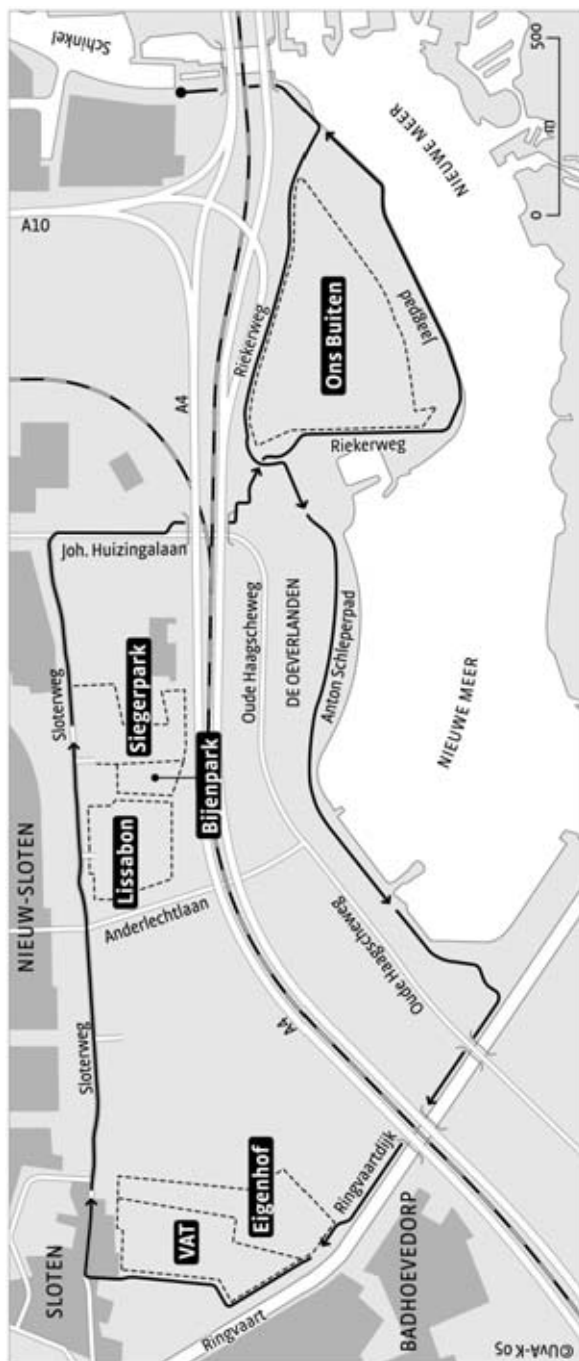 Schinkel
A10
NIEUWE MEER
0 m 500
Riekerweg
Ons Buiten
Jaagpad
Riekerweg
A4
Joh. Huizingalaan
Sloterweg
Siegerpark
Bijenpark
Lissabon
NIEUW-SLOTEN
Anderlechtlaan
Oude Haagscheweg
DE OEVERLANDEN
Anton Schleperpad
NIEUWE MEER
Oude Haagscheweg
A4
Sloterweg
SLOTEN
VAT
Eigenhof
Ringvaartdijk
Ringvaart
BADHOEVEDORP
©UvA-K os